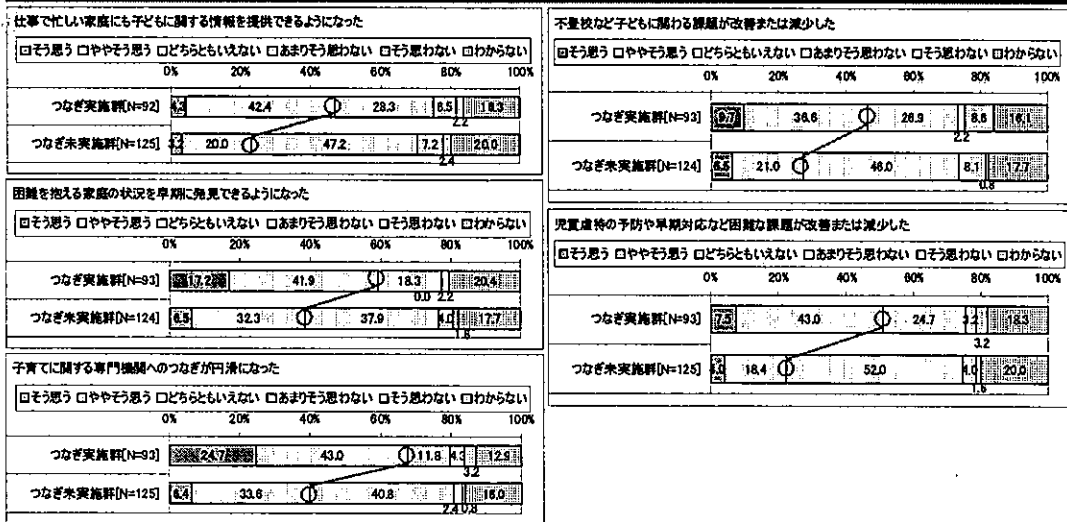 仕事で忙しい家庭にも子どもに関する情報を提供できるようになった
☐そう思う ☐ややそう思う ☐どちらともいえない ☐あまりそう思わない ☐そう思わない ☐わからない
0% 20% 40% 60% 80% 100%
つなぎ実施群[N=92] 4.3 42.4 28.3 6.5 16.3
2.2
つなぎ未実施群[N=125] 3.2 20.0 47.2 7.2 20.0
2.4
困難を抱える家庭の状況を早期に発見できるようになった
☐そう思う ☐ややそう思う ☐どちらともいえない ☐あまりそう思わない ☐そう思わない ☐わからない
0% 20% 40% 60% 80% 100%
つなぎ実施群[N=93] 17.2 41.9 18.3 20.4
0.0 2.2
つなぎ未実施群[N=124] 6.5 32.3 37.9 4.0 17.7
1.6
子育てに関する専門機関へのつなぎが円滑になった
☐そう思う ☐ややそう思う ☐どちらともいえない ☐あまりそう思わない ☐そう思わない ☐わからない
0% 20% 40% 60% 80% 100%
つなぎ実施群[N=93] 24.7 43.0 11.8 4.3 12.9
3.2
つなぎ未実施群[N=125] 6.4 33.6 40.8 16.0
2.4 0.8
不登校など子どもに関わる課題が改善または減少した
☐そう思う ☐ややそう思う ☐どちらともいえない ☐あまりそう思わない ☐そう思わない ☐わからない
0% 20% 40% 60% 80% 100%
つなぎ実施群[N=93] 9.7 36.6 26.9 8.6 16.1
2.2
つなぎ未実施群[N=124] 6.5 21.0 46.0 8.1 17.7
0.8
児童虐待の予防や早期対応など困難な課題が改善または減少した
☐そう思う ☐ややそう思う ☐どちらともいえない ☐あまりそう思わない ☐そう思わない ☐わからない
0% 20% 40% 60% 80% 100%
つなぎ実施群[N=93] 7.5 43.0 24.7 3.2 18.3
3.2
つなぎ未実施群[N=125] 4.0 18.4 52.0 4.0 20.0
1.6